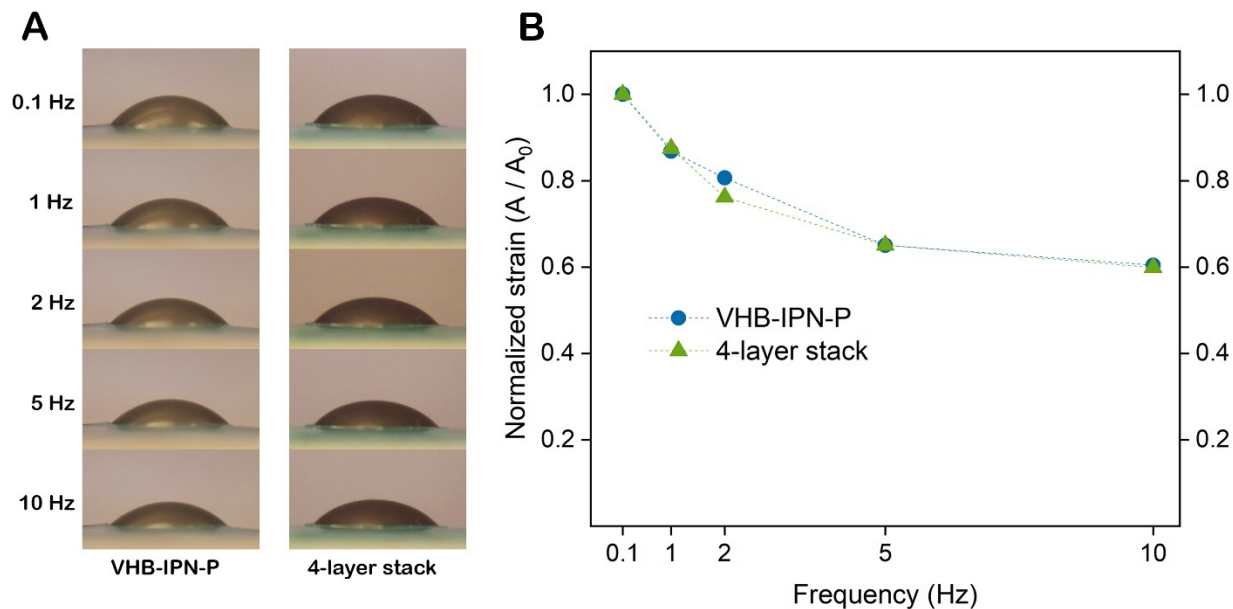 A
0.1 Hz
1 Hz
2 Hz
5 Hz
10 Hz
VHB-IPN-P
4-layer stack
B
Normalized strain (A / A₀)
1.0
0.8
0.6
0.4
0.2
1.0
0.8
0.6
0.4
0.2
VHB-IPN-P
4-layer stack
0.1 1 2 5 10
Frequency (Hz)